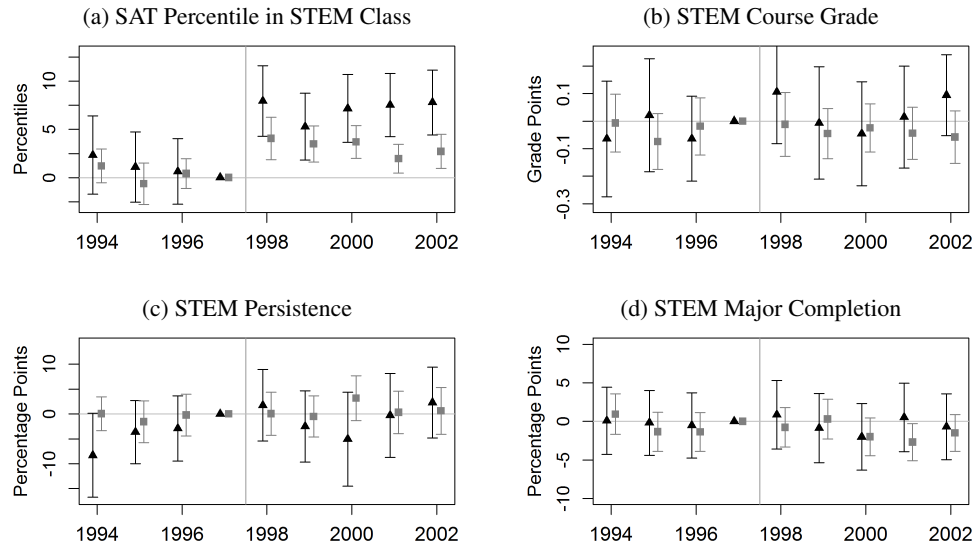 (a) SAT Percentile in STEM Class
Percentiles
10
5
0
1994 1996 1998 2000 2002
(b) STEM Course Grade
Grade Points
0.1
-0.1
-0.3
1994 1996 1998 2000 2002
(c) STEM Persistence
Percentage Points
10
0
-10
1994 1996 1998 2000 2002
(d) STEM Major Completion
Percentage Points
10
5
0
-5
-10
1994 1996 1998 2000 2002